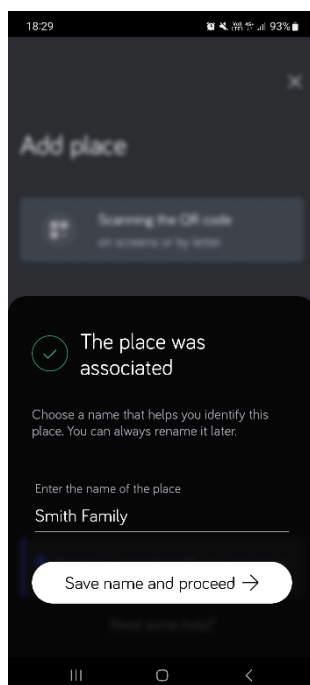 18:29
93%
Add place
Scanning the QR code
on screens or by letter
The place was
associated
Choose a name that helps you identify this
place. You can always rename it later.
Enter the name of the place
Smith Family
Save name and proceed →
Need some help?